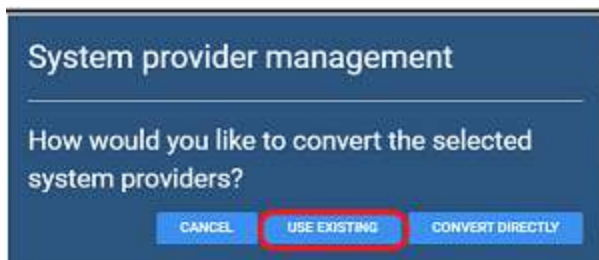 System provider management
How would you like to convert the selected
system providers?
CANCEL USE EXISTING CONVERT DIRECTLY